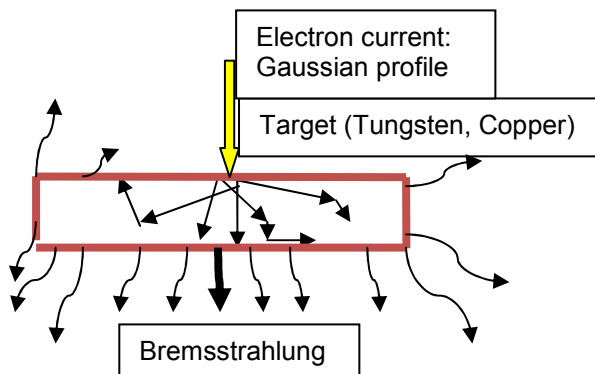 Electron current:
Gaussian profile
Target (Tungsten, Copper)
Bremsstrahlung